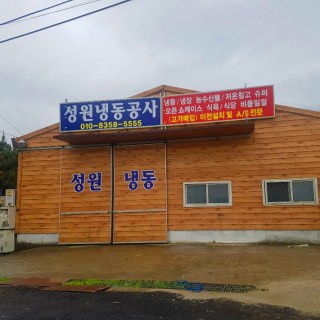 성원냉동공사
010-8358-5555
냉동/냉장 농수산물/저온창고 슈퍼
오픈쇼케이스 식육/식당 비품일절
(고가매입) 이전설치 및 A/S전문
성원 냉동